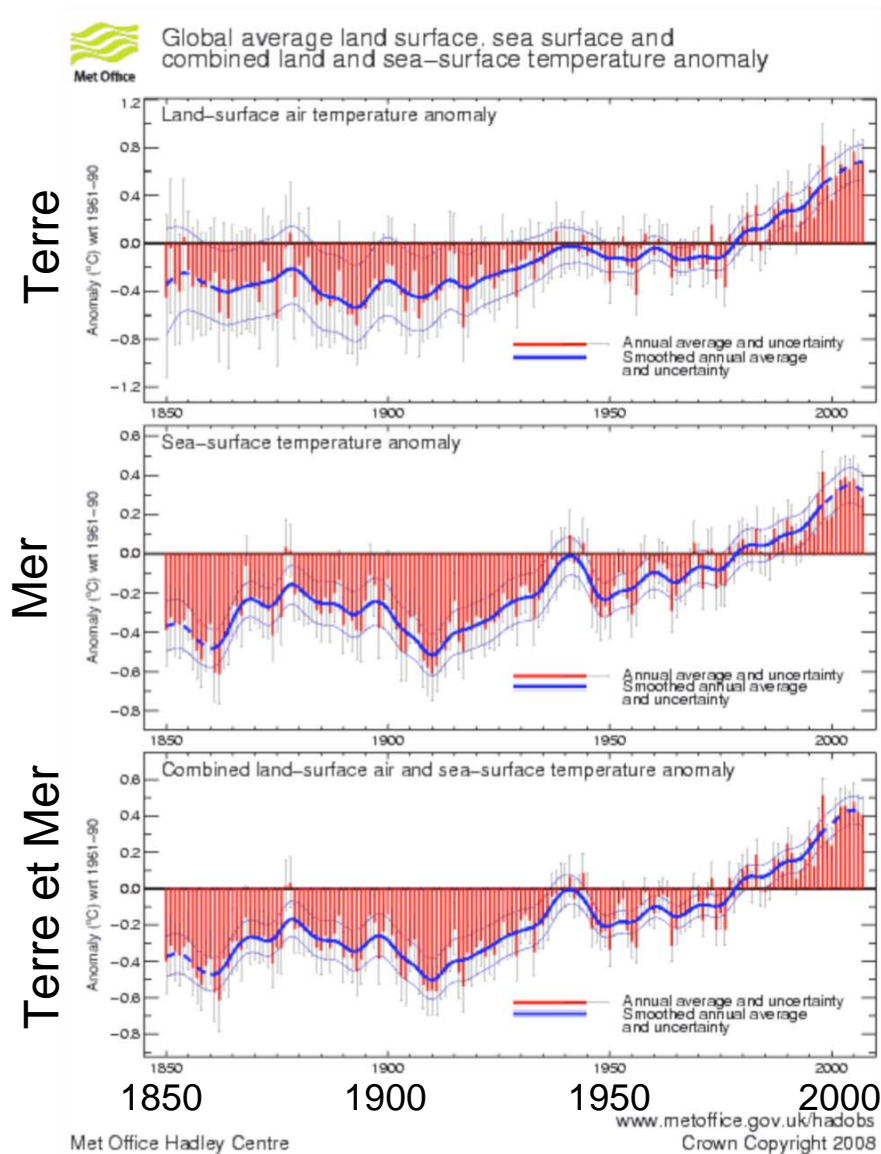 Met Office
Global average land surface, sea surface and
combined land and sea-surface temperature anomaly
Terre
Anomaly (°C) wrt 1961-90
1.2
0.8
0.4
0.0
-0.4
-0.8
-1.2
Land-surface air temperature anomaly
Annual average and uncertainty
Smoothed annual average
and uncertainty
1850 1900 1950 2000
Mer
Anomaly (°C) wrt 1961-90
0.6
0.4
0.2
0.0
-0.2
-0.4
-0.6
-0.8
Sea-surface temperature anomaly
Annual average and uncertainty
Smoothed annual average
and uncertainty
1850 1900 1950 2000
Terre et Mer
Anomaly (°C) wrt 1961-90
0.6
0.4
0.2
0.0
-0.2
-0.4
-0.6
-0.8
Combined land-surface air and sea-surface temperature anomaly
Annual average and uncertainty
Smoothed annual average
and uncertainty
1850 1900 1950 2000
1850 1900 1950 2000
www.metoffice.gov.uk/hadobs
Met Office Hadley Centre Crown Copyright 2008